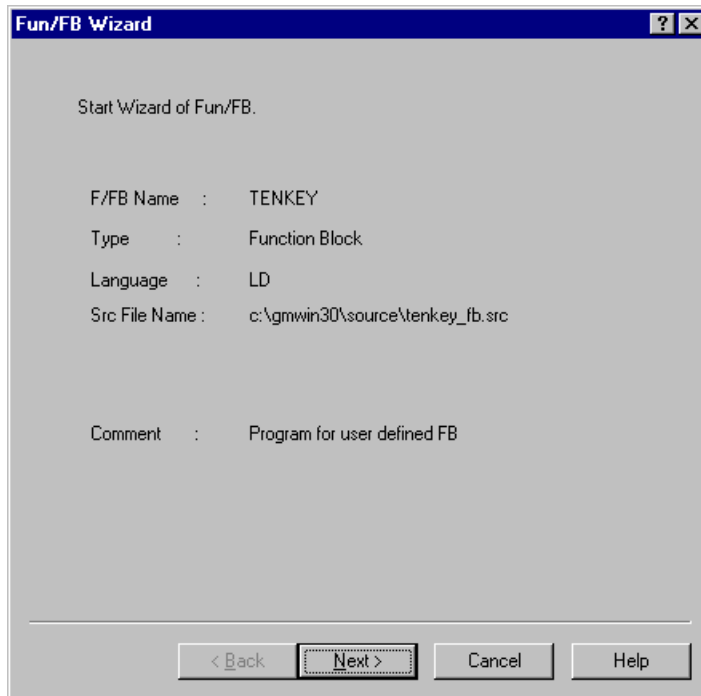 Fun/FB Wizard
Start Wizard of Fun/FB.
F/FB Name : TENKEY
Type : Function Block
Language : LD
Src File Name : c:\gmwin30\source\tenkey_fb.src
Comment : Program for user defined FB
< Back Next > Cancel Help